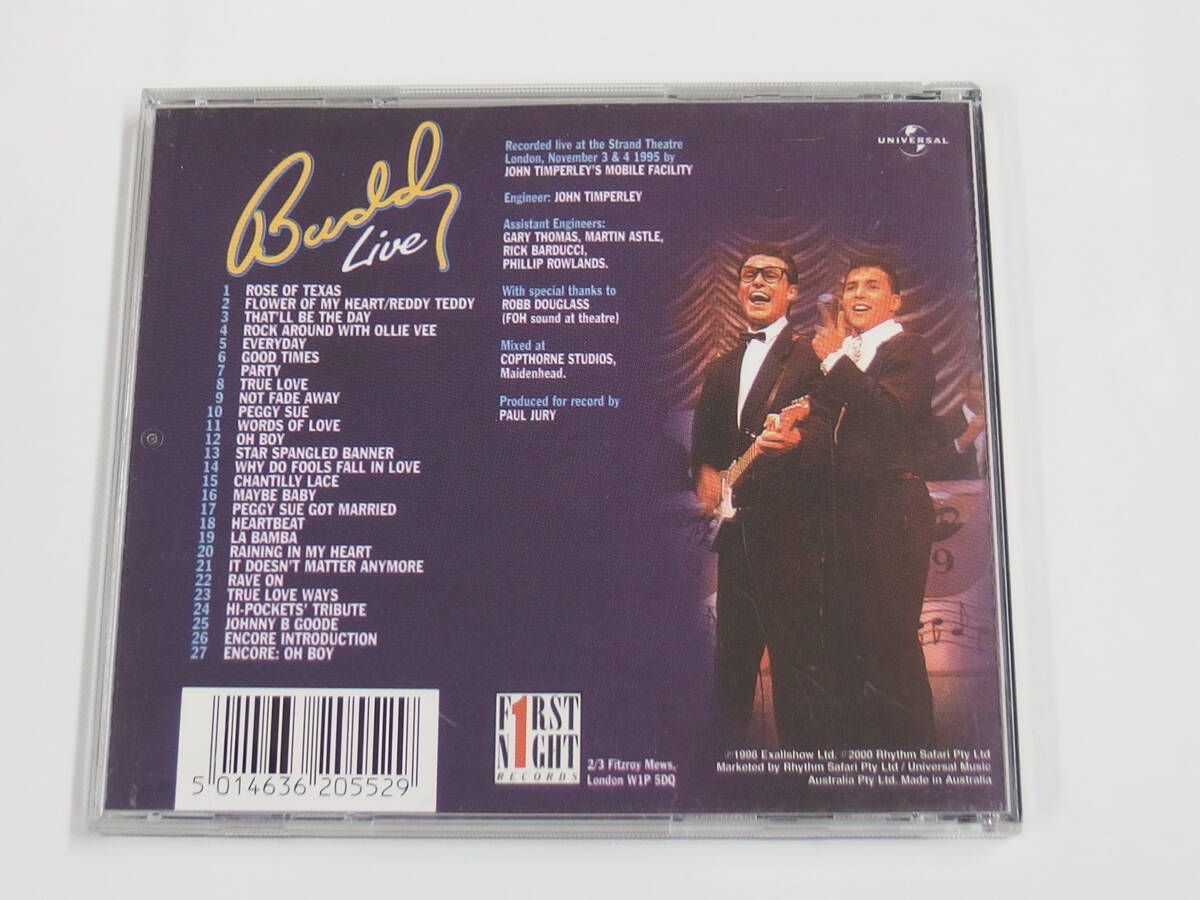 Buddy
Live
1 ROSE OF TEXAS
2 FLOWER OF MY HEART/REDDY TEDDY
3 THAT'LL BE THE DAY
4 ROCK AROUND WITH OLLIE VEE
5 EVERYDAY
6 GOOD TIMES
7 PARTY
8 TRUE LOVE
9 NOT FADE AWAY
10 PEGGY SUE
11 WORDS OF LOVE
12 OH BOY
13 STAR SPANGLED BANNER
14 WHY DO FOOLS FALL IN LOVE
15 CHANTILLY LACE
16 MAYBE BABY
17 PEGGY SUE GOT MARRIED
18 HEARTBEAT
19 LA BAMBA
20 RAINING IN MY HEART
21 IT DOESN'T MATTER ANYMORE
22 RAVE ON
23 TRUE LOVE WAYS
24 HI-POCKETS' TRIBUTE
25 JOHNNY B GOODE
26 ENCORE INTRODUCTION
27 ENCORE: OH BOY
Recorded live at the Strand Theatre
London, November 3 & 4 1995 by
JOHN TIMPERLEY'S MOBILE FACILITY
Engineer: JOHN TIMPERLEY
Assistant Engineers:
GARY THOMAS, MARTIN ASTLE,
RICK BARDUCCI,
PHILLIP ROWLANDS.
With special thanks to
ROBB DOUGLASS
(FOH sound at theatre)
Mixed at
COPTHORNE STUDIOS,
Maidenhead.
Produced for record by
PAUL JURY
UNIVERSAL
9
5 014636 205529
F1RST
N1GHT
RECORDS
2/3 Fitzroy Mews,
London W1P 5DQ
℗1996 Exallshow Ltd. ©2000 Rhythm Safari Pty Ltd
Marketed by Rhythm Safari Pty Ltd / Universal Music
Australia Pty Ltd. Made in Australia